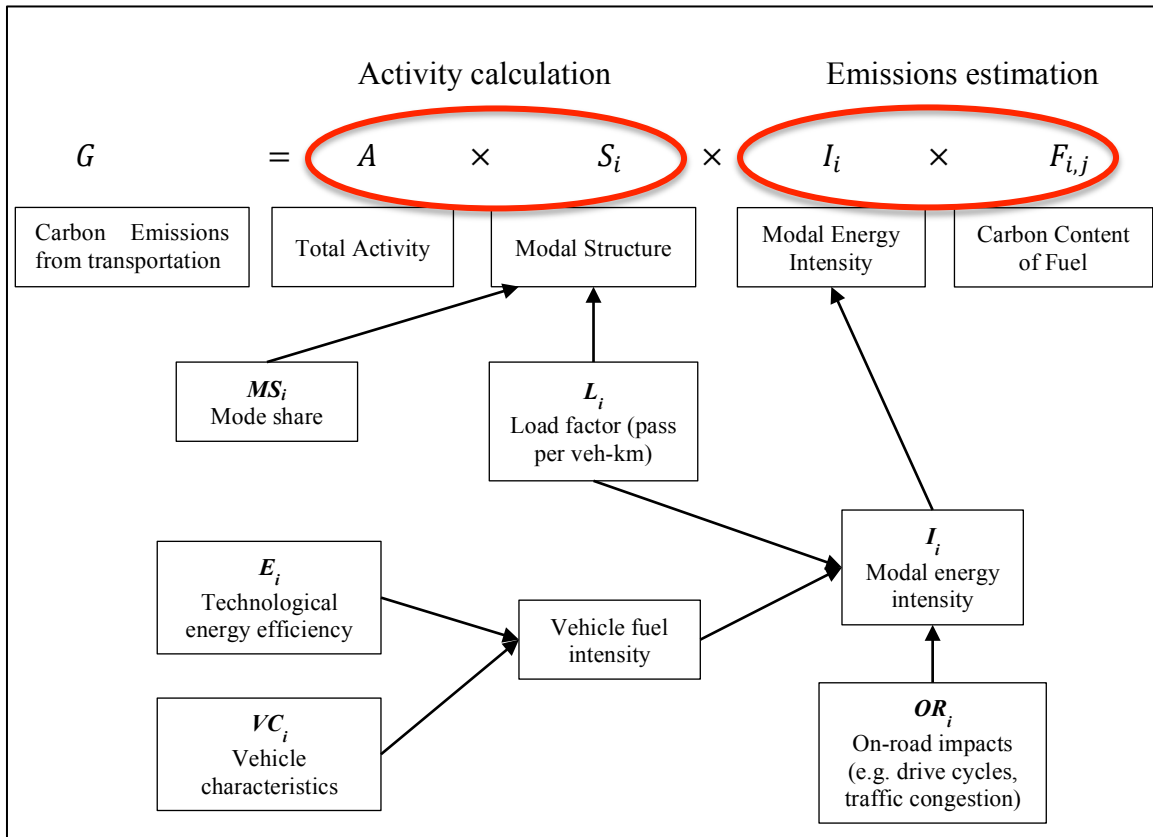 Activity calculation
Emissions estimation
G = A × S_i × I_i × F_{i,j}
Carbon Emissions
from transportation
Total Activity
Modal Structure
Modal Energy
Intensity
Carbon Content
of Fuel
MS_i
Mode share
L_i
Load factor (pass
per veh-km)
E_i
Technological
energy efficiency
Vehicle fuel
intensity
I_i
Modal energy
intensity
VC_i
Vehicle
characteristics
OR_i
On-road impacts
(e.g. drive cycles,
traffic congestion)